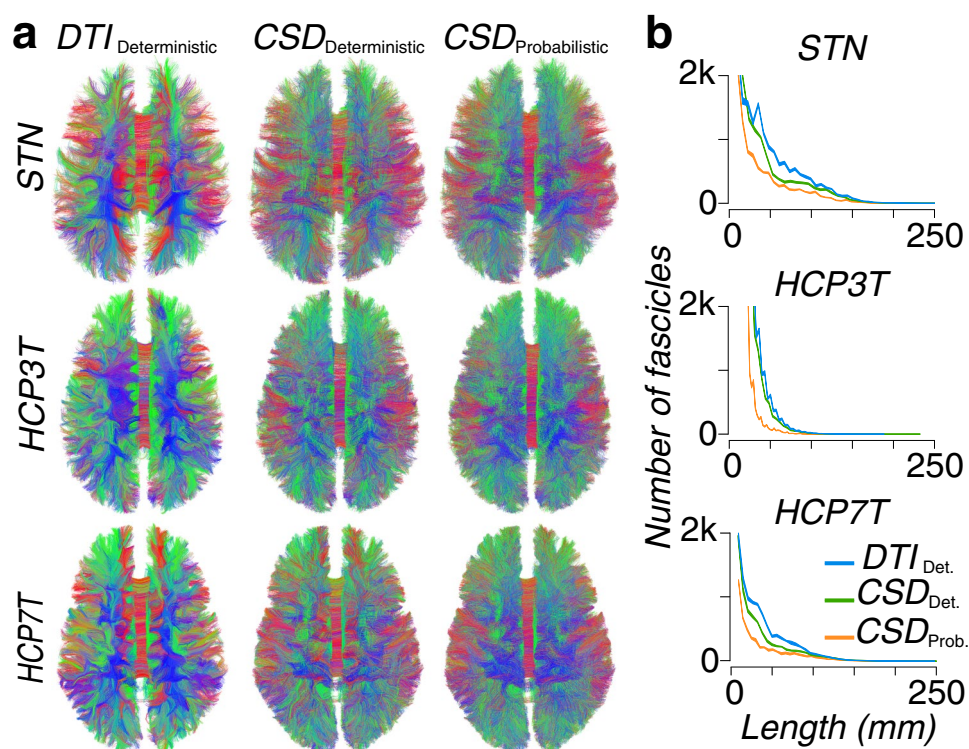 a
DTI Deterministic
CSD Deterministic
CSD Probabilistic
STN
HCP3T
HCP7T
b
Number of fascicles
STN
2k
0
0
250
HCP3T
2k
0
0
250
HCP7T
2k
DTI Det.
CSD Det.
CSD Prob.
0
0
250
Length (mm)